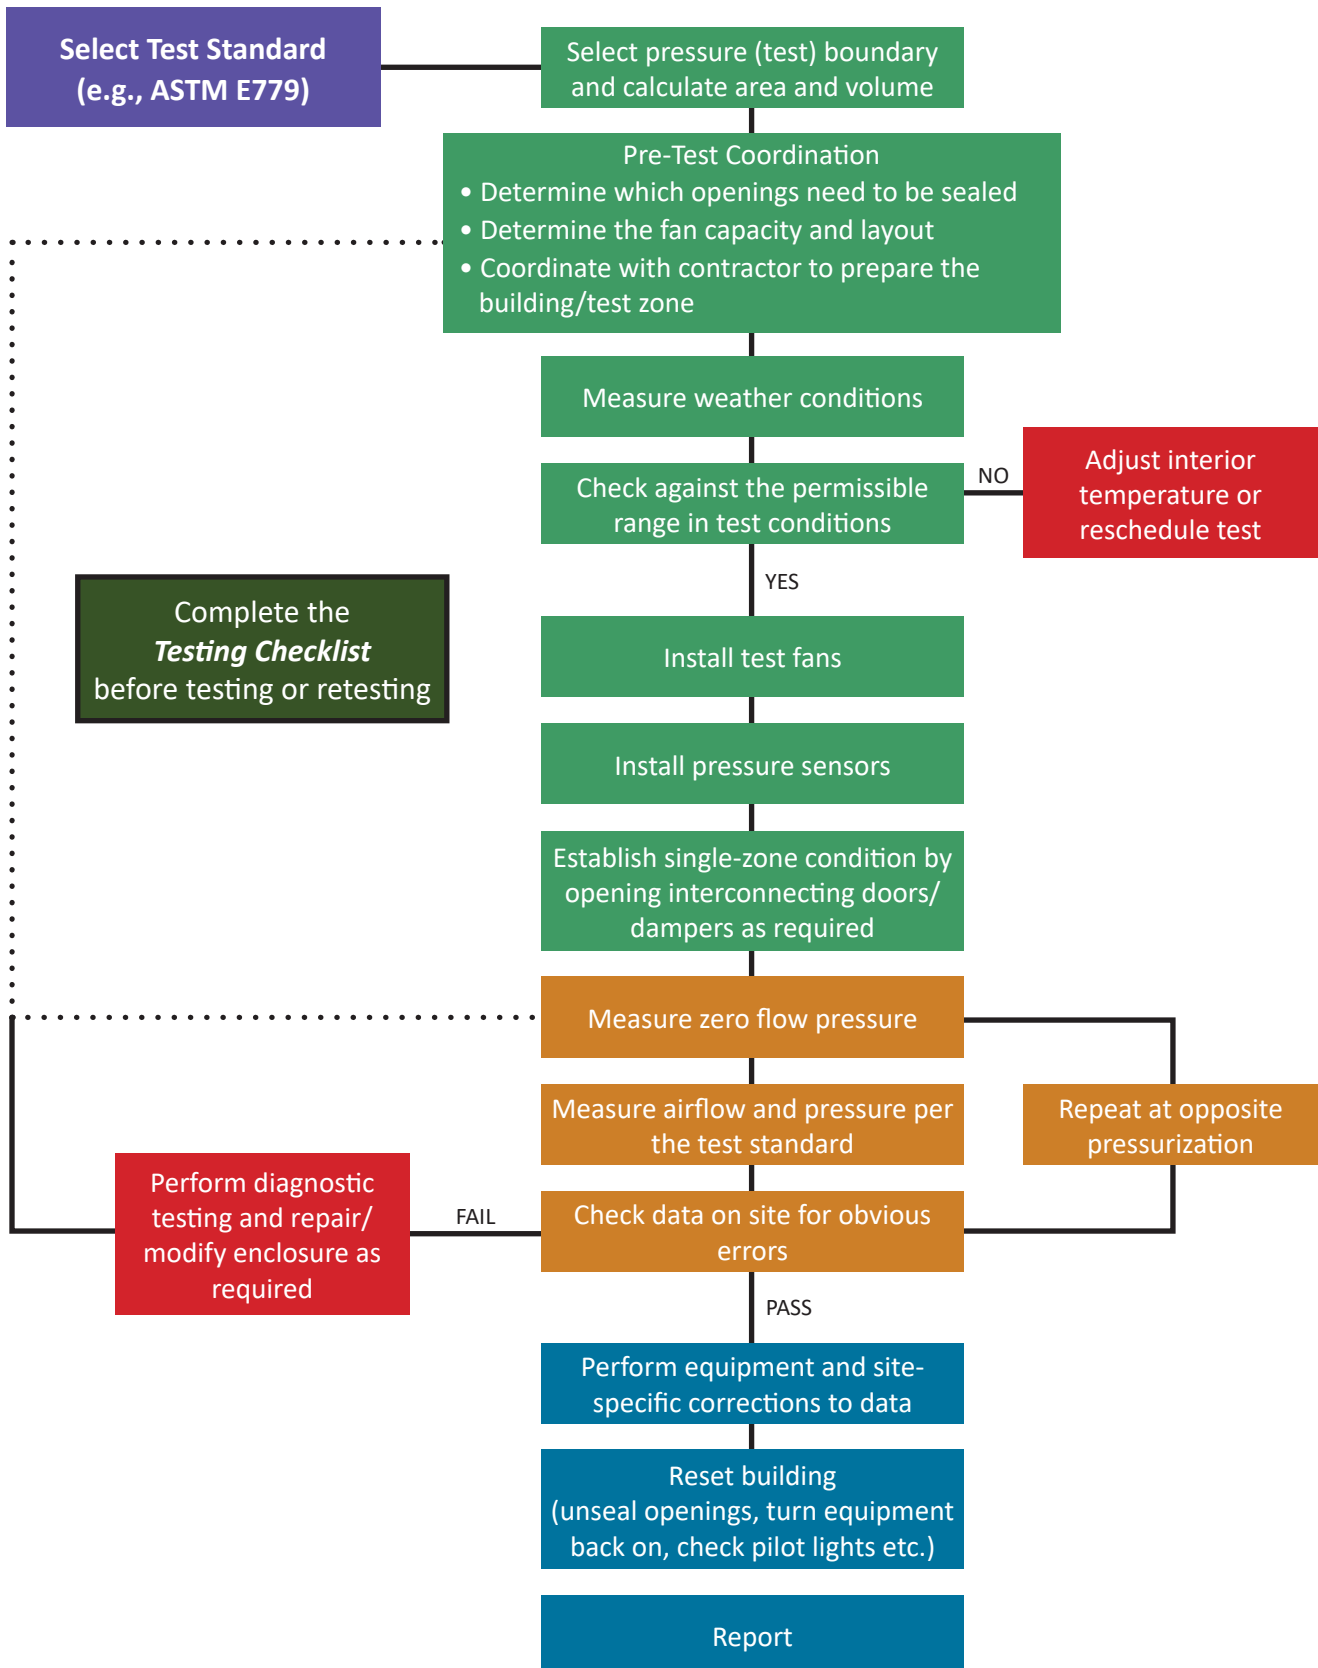 Select Test Standard
(e.g., ASTM E779)
Select pressure (test) boundary
and calculate area and volume
Pre-Test Coordination
• Determine which openings need to be sealed
• Determine the fan capacity and layout
• Coordinate with contractor to prepare the
building/test zone
Measure weather conditions
Check against the permissible
range in test conditions
NO
Adjust interior
temperature or
reschedule test
YES
Complete the
Testing Checklist
before testing or retesting
Install test fans
Install pressure sensors
Establish single-zone condition by
opening interconnecting doors/
dampers as required
Measure zero flow pressure
Measure airflow and pressure per
the test standard
Repeat at opposite
pressurization
Check data on site for obvious
errors
FAIL
Perform diagnostic
testing and repair/
modify enclosure as
required
PASS
Perform equipment and site-
specific corrections to data
Reset building
(unseal openings, turn equipment
back on, check pilot lights etc.)
Report